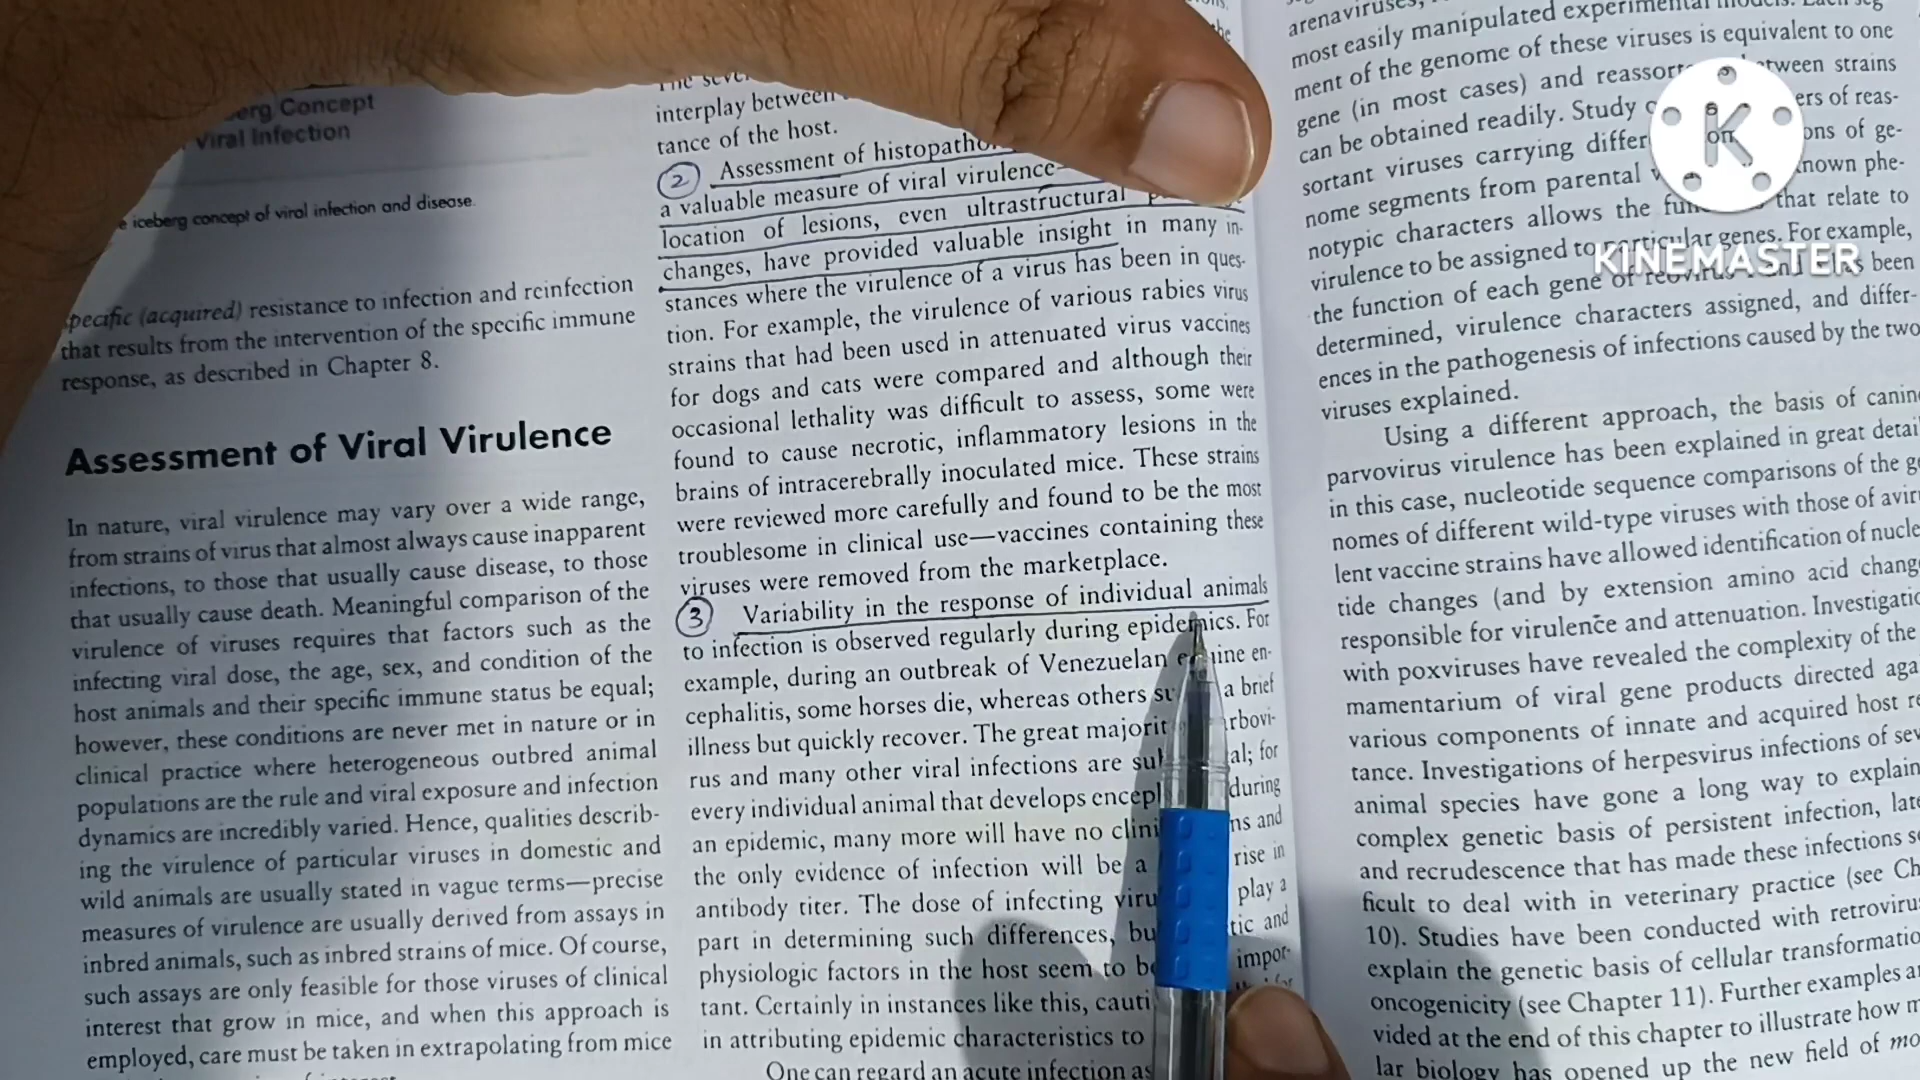 erg Concept
Viral Infection
iceberg concept of viral infection and disease.
pecific (acquired) resistance to infection and reinfection
that results from the intervention of the specific immune
response, as described in Chapter 8.
Assessment of Viral Virulence
In nature, viral virulence may vary over a wide range,
from strains of virus that almost always cause inapparent
infections, to those that usually cause disease, to those
that usually cause death. Meaningful comparison of the
virulence of viruses requires that factors such as the
infecting viral dose, the age, sex, and condition of the
host animals and their specific immune status be equal;
however, these conditions are never met in nature or in
clinical practice where heterogeneous outbred animal
populations are the rule and viral exposure and infection
dynamics are incredibly varied. Hence, qualities describ-
ing the virulence of particular viruses in domestic and
wild animals are usually stated in vague terms—precise
measures of virulence are usually derived from assays in
inbred animals, such as inbred strains of mice. Of course,
such assays are only feasible for those viruses of clinical
interest that grow in mice, and when this approach is
employed, care must be taken in extrapolating from mice
interplay between
tance of the host.
2 Assessment of histopatho
a valuable measure of viral virulence
location of lesions, even ultrastructural
changes, have provided valuable insight in many in-
stances where the virulence of a virus has been in ques-
tion. For example, the virulence of various rabies virus
strains that had been used in attenuated virus vaccines
for dogs and cats were compared and although their
occasional lethality was difficult to assess, some were
found to cause necrotic, inflammatory lesions in the
brains of intracerebrally inoculated mice. These strains
were reviewed more carefully and found to be the most
troublesome in clinical use—vaccines containing these
viruses were removed from the marketplace.
3 Variability in the response of individual animals
to infection is observed regularly during epidemics. For
example, during an outbreak of Venezuelan equine en-
cephalitis, some horses die, whereas others a brief
illness but quickly recover. The great majorit rbovi-
rus and many other viral infections are su al; for
every individual animal that develops encep during
an epidemic, many more will have no clini ns and
the only evidence of infection will be a rise in
antibody titer. The dose of infecting viru play a
part in determining such differences, bu tic and
physiologic factors in the host seem to b impor-
tant. Certainly in instances like this, cauti
in attributing epidemic characteristics to
One can regard an acute infection as
arenaviruses,
most easily manipulated experimental models. Each seg
ment of the genome of these viruses is equivalent to one
gene (in most cases) and reassort between strains
can be obtained readily. Study ers of reas-
sortant viruses carrying differ ons of ge-
nome segments from parental known phe-
notypic characters allows the fun that relate to
virulence to be assigned to particular genes. For example,
the function of each gene of reovirus has been
determined, virulence characters assigned, and differ-
ences in the pathogenesis of infections caused by the two
viruses explained.
Using a different approach, the basis of canin
parvovirus virulence has been explained in great detai
in this case, nucleotide sequence comparisons of the g
nomes of different wild-type viruses with those of avir
lent vaccine strains have allowed identification of nucle
tide changes (and by extension amino acid chang
responsible for virulence and attenuation. Investigatio
with poxviruses have revealed the complexity of the
mamentarium of viral gene products directed aga
various components of innate and acquired host re
tance. Investigations of herpesvirus infections of sev
animal species have gone a long way to explain
complex genetic basis of persistent infection, late
and recrudescence that has made these infections s
ficult to deal with in veterinary practice (see Ch
10). Studies have been conducted with retroviru
explain the genetic basis of cellular transformatio
oncogenicity (see Chapter 11). Further examples a
vided at the end of this chapter to illustrate how m
lar biology has opened up the new field of mo
K
KINEMASTER